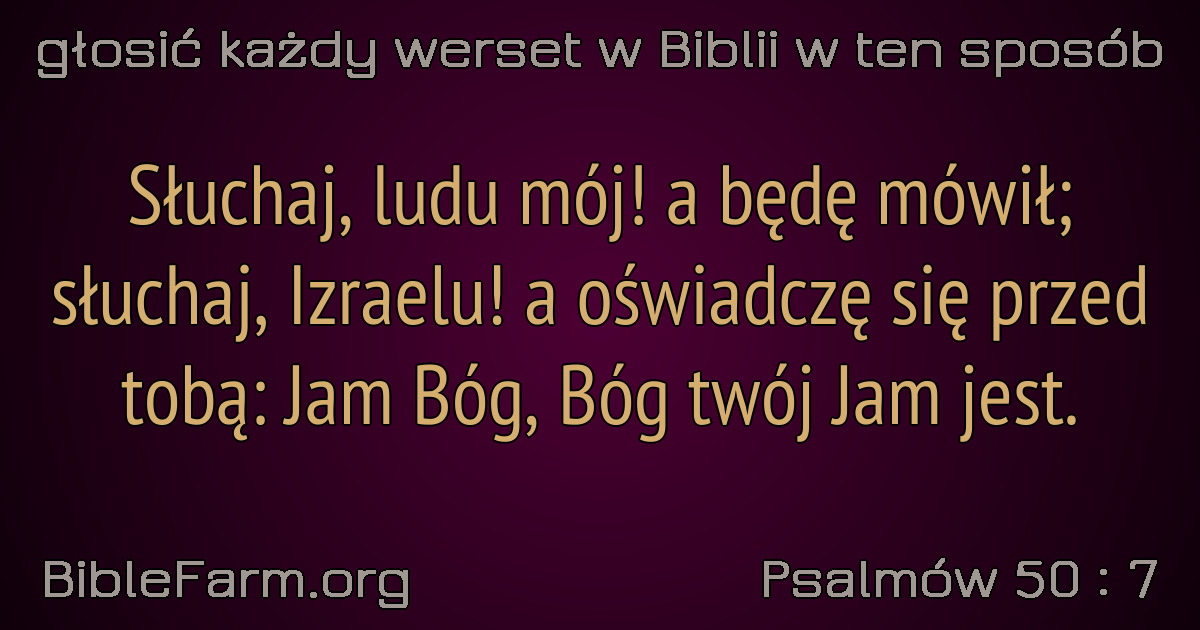 głosić każdy werset w Biblii w ten sposób
Słuchaj, ludu mój! a będę mówił;
słuchaj, Izraelu! a oświadczę się przed
tobą: Jam Bóg, Bóg twój Jam jest.
BibleFarm.org
Psalmów 50 : 7